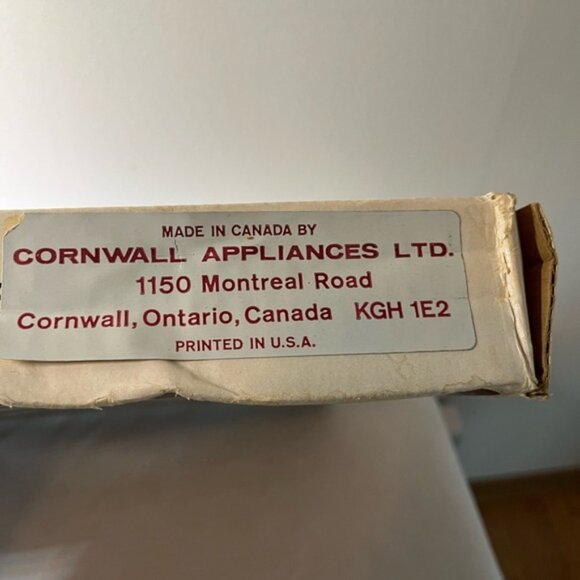 MADE IN CANADA BY
CORNWALL APPLIANCES LTD.
1150 Montreal Road
Cornwall, Ontario, Canada KGH 1E2
PRINTED IN U.S.A.